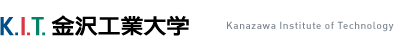 K.I.T. 金沢工業大学 Kanazawa Institute of Technology